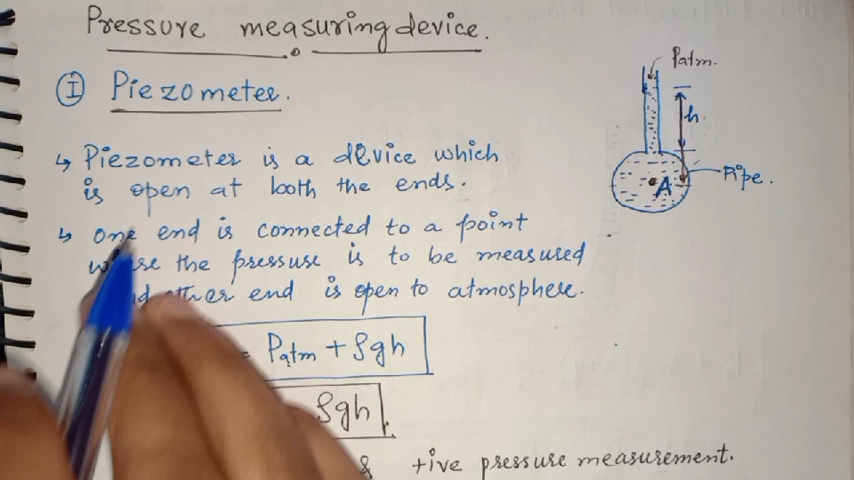 Pressure measuring device.
I Piezometer.
↳ Piezometer is a device which
is open at both the ends.
↳ One end is connected to a point
the pressure is to be measured
end is open to atmosphere.
= Patm + ρgh
ρgh
& +ive pressure measurement.
Patm.
h.
A
Pipe.